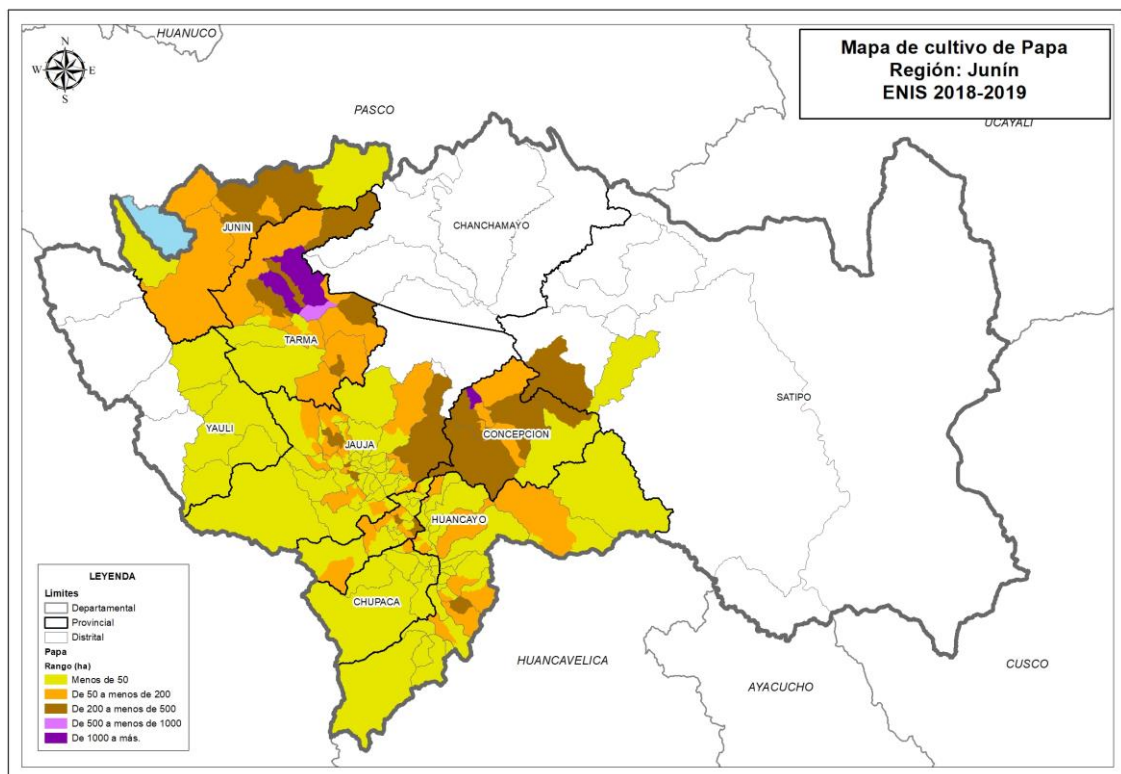 HUANUCO
N
W E
S
Mapa de cultivo de Papa
Región: Junín
ENIS 2018-2019
PASCO
UCAYALI
CHANCHAMAYO
JUNIN
TARMA
SATIPO
YAULI
JAUJA
CONCEPCION
HUANCAYO
CHUPACA
HUANCAVELICA
CUSCO
AYACUCHO
LEYENDA
Límites
Departamental
Provincial
Distrital
Papa
Rango (ha)
Menos de 50
De 50 a menos de 200
De 200 a menos de 500
De 500 a menos de 1000
De 1000 a más.